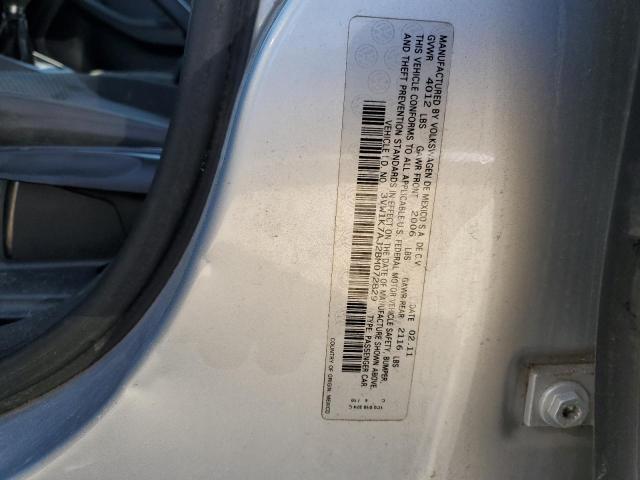 MANUFACTURED BY VOLKSWAGEN DE MEXICO S.A. DE C.V.
GVWR 4012 LBS GAWR FRONT 2006 LBS GAWR REAR 2116 LBS DATE 02.11
THIS VEHICLE CONFORMS TO ALL APPLICABLE U.S. FEDERAL MOTOR VEHICLE SAFETY, BUMPER,
AND THEFT PREVENTION STANDARDS IN EFFECT ON THE DATE OF MANUFACTURE SHOWN ABOVE.
VEHICLE I.D. NO. 3VW1K7AJ2BM072829 TYPE: PASSENGER CAR
COUNTRY OF ORIGIN: MEXICO